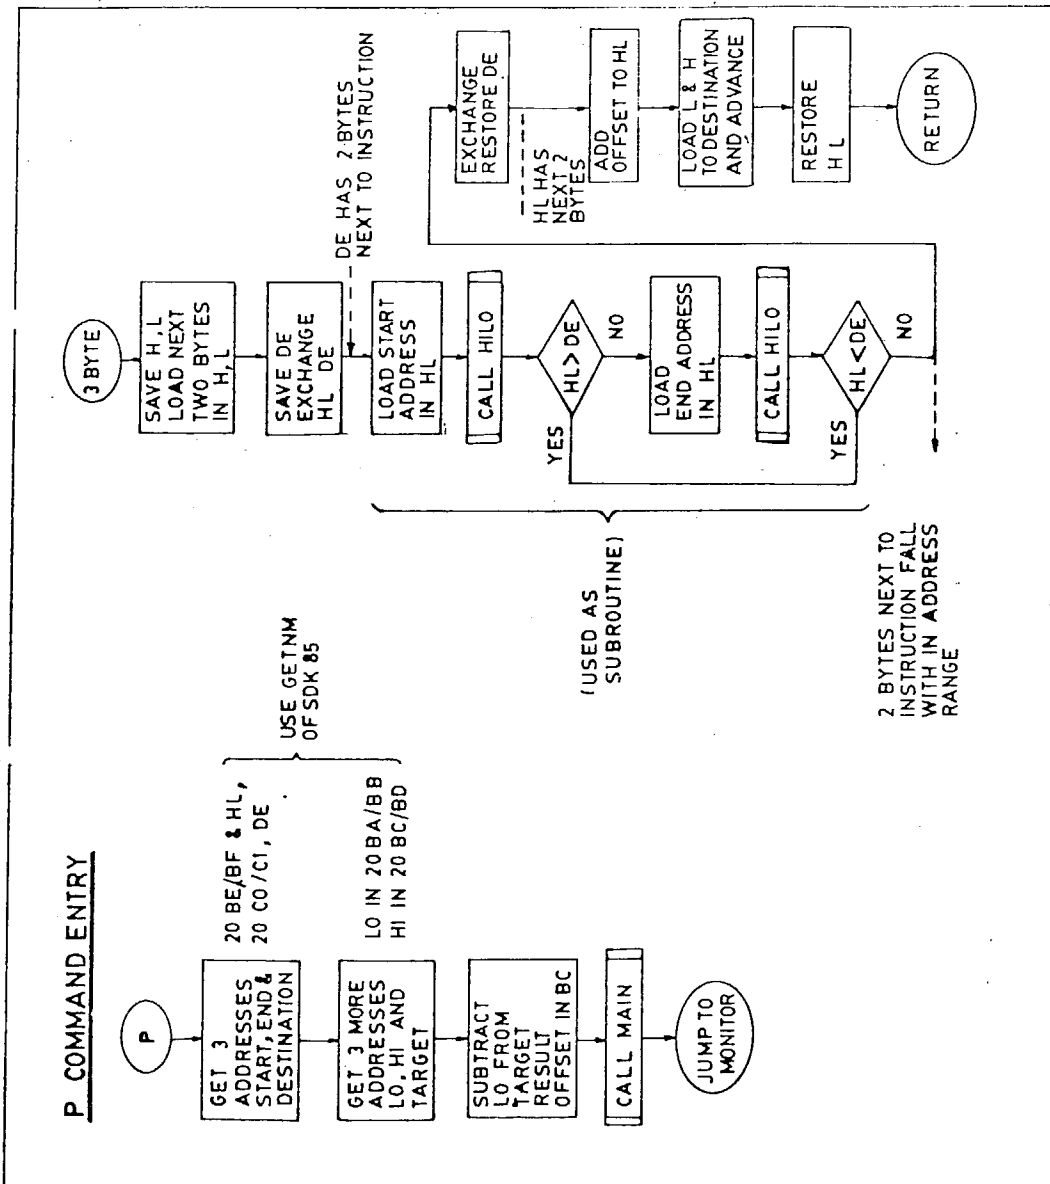 P COMMAND ENTRY
P
GET 3
ADDRESSES
START, END &
DESTINATION
20 BE/BF & HL,
20 C0/C1, DE
GET 3 MORE
ADDRESSES
LO, HI AND
TARGET
LO IN 20 BA/BB
HI IN 20 BC/BD
USE GETNM
OF SDK 85
SUBTRACT
LO FROM
TARGET
RESULT
OFFSET IN BC
CALL MAIN
JUMP TO
MONITOR
3 BYTE
SAVE H, L
LOAD NEXT
TWO BYTES
IN H, L
SAVE DE
EXCHANGE
HL DE
DE HAS 2 BYTES
NEXT TO INSTRUCTION
LOAD START
ADDRESS
IN HL
CALL HILO
HL > DE
YES
NO
LOAD
END ADDRESS
IN HL
CALL HILO
HL < DE
YES
NO
(USED AS
SUBROUTINE)
2 BYTES NEXT TO
INSTRUCTION FALL
WITH IN ADDRESS
RANGE
EXCHANGE
RESTORE DE
HL HAS
NEXT 2
BYTES
ADD
OFFSET TO HL
LOAD L & H
TO DESTINATION
AND ADVANCE
RESTORE
H L
RETURN